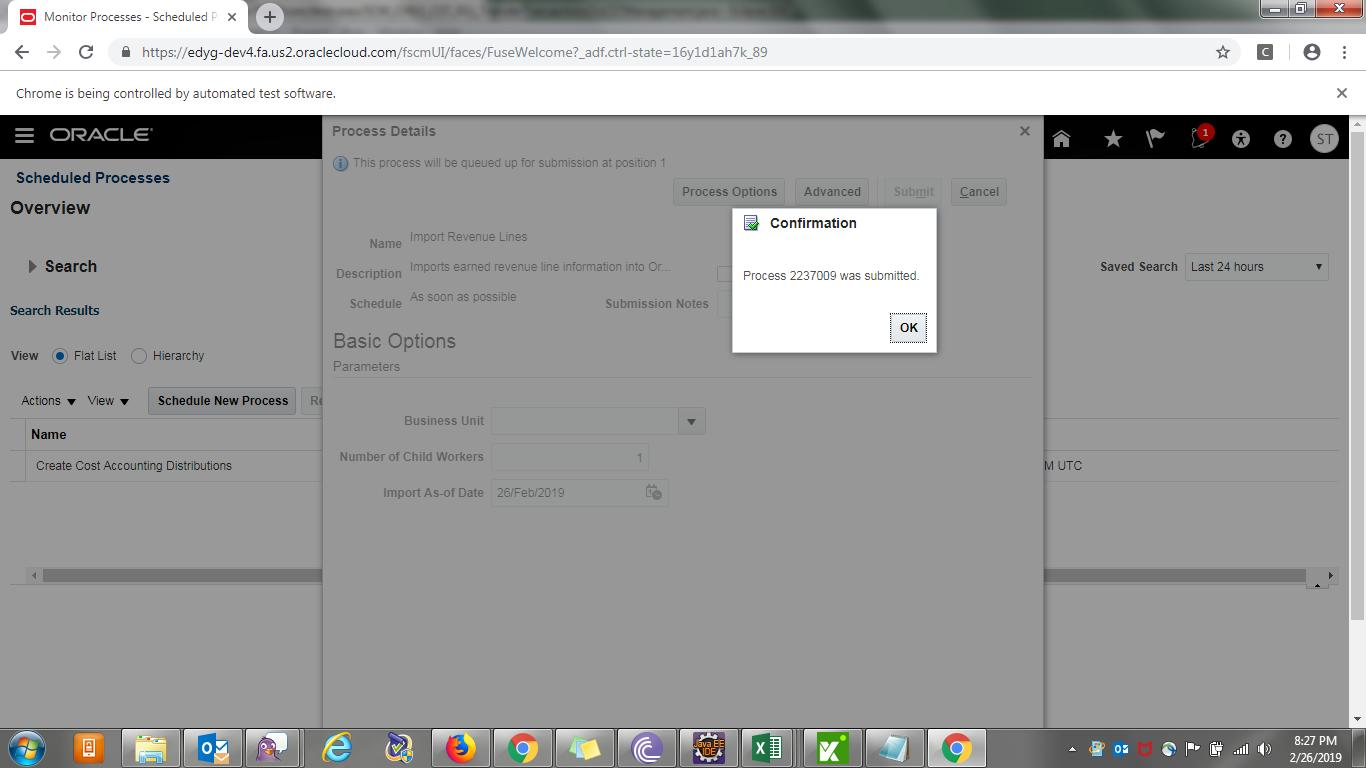 Monitor Processes - Scheduled P
https://edyg-dev4.fa.us2.oraclecloud.com/fscmUI/faces/FuseWelcome?_adf.ctrl-state=16y1d1ah7k_89
C
Chrome is being controlled by automated test software.
ORACLE
Process Details
1
ST
This process will be queued up for submission at position 1
Scheduled Processes
Process Options
Advanced
Submit
Cancel
Overview
Confirmation
Name
Import Revenue Lines
Search
Description
Imports earned revenue line information into Or...
Process 2237009 was submitted.
Saved Search
Last 24 hours
Schedule
As soon as possible
Submission Notes
Search Results
OK
Basic Options
View
Flat List
Hierarchy
Parameters
Actions
View
Schedule New Process
Re
Business Unit
Name
Number of Child Workers
1
Create Cost Accounting Distributions
M UTC
Import As-of Date
26/Feb/2019
Java EE
IDE
8:27 PM
2/26/2019